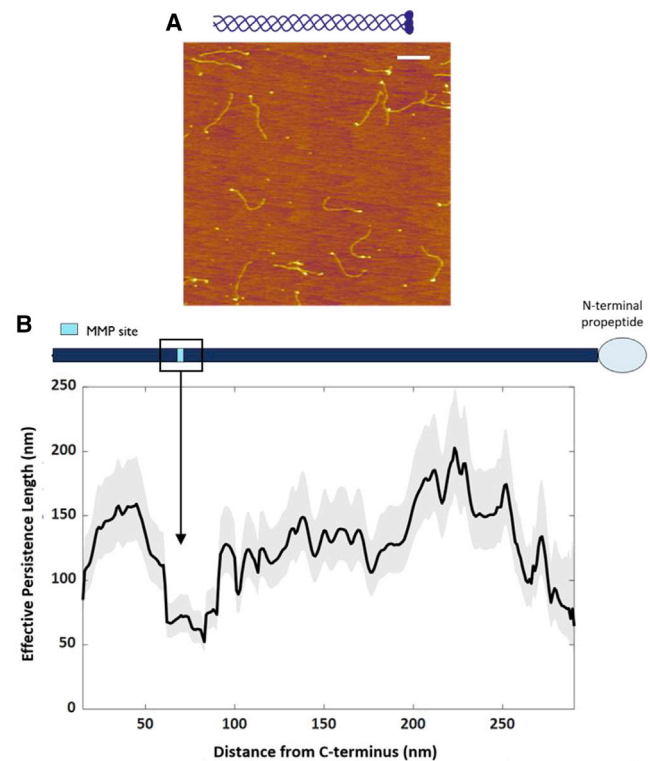 A
B
MMP site
N-terminal
propeptide
Effective Persistence Length (nm)
250
200
150
100
50
0
50
100
150
200
250
Distance from C-terminus (nm)